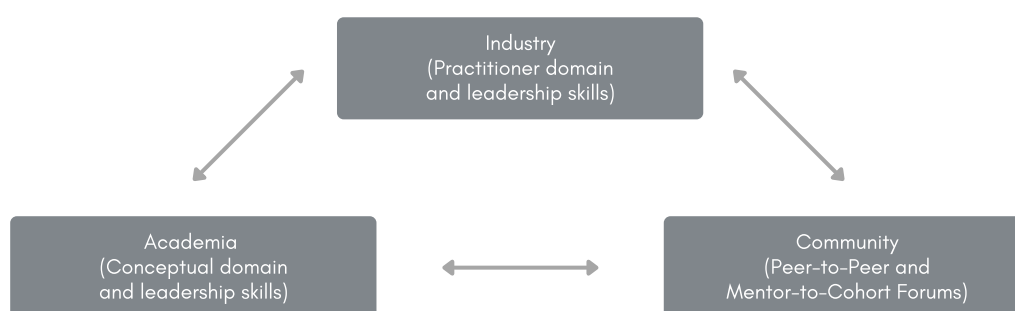 Industry
(Practitioner domain
and leadership skills)
Academia
(Conceptual domain
and leadership skills)
Community
(Peer-to-Peer and
Mentor-to-Cohort Forums)